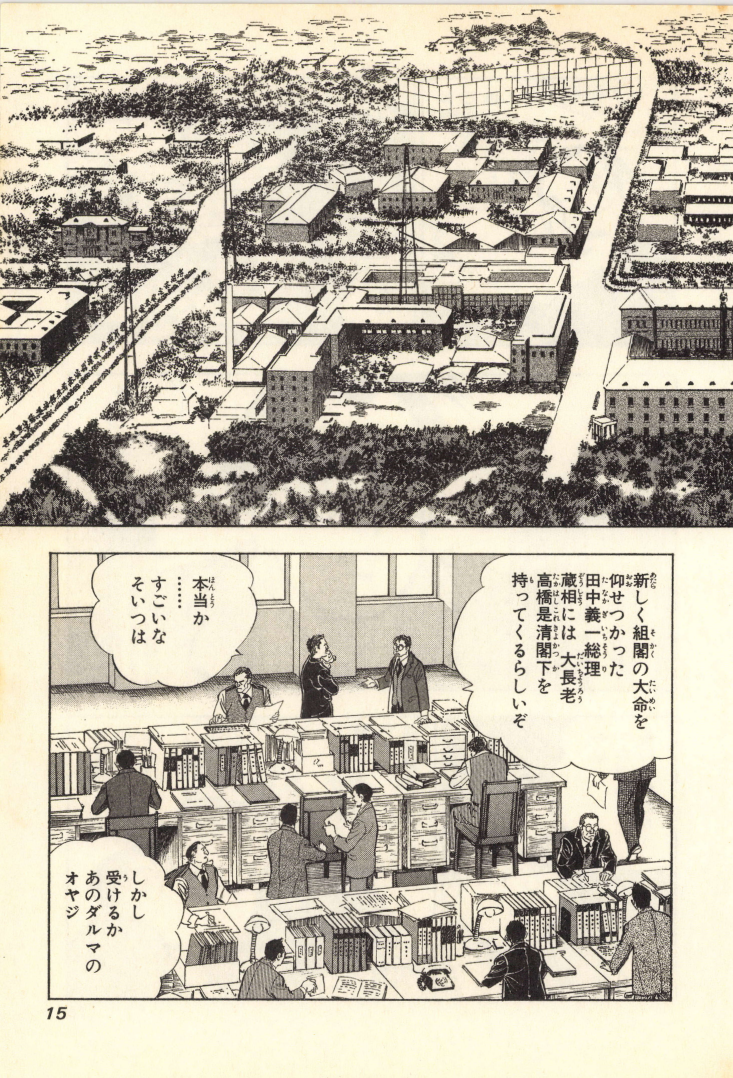 新しく組閣の大命を
仰せつかった
田中義一総理
蔵相には 大長老
高橋是清閣下を
持ってくるらしいぞ
本当か
……
すごいな
そいつは
しかし
受けるか
あのダルマの
オヤジ
15